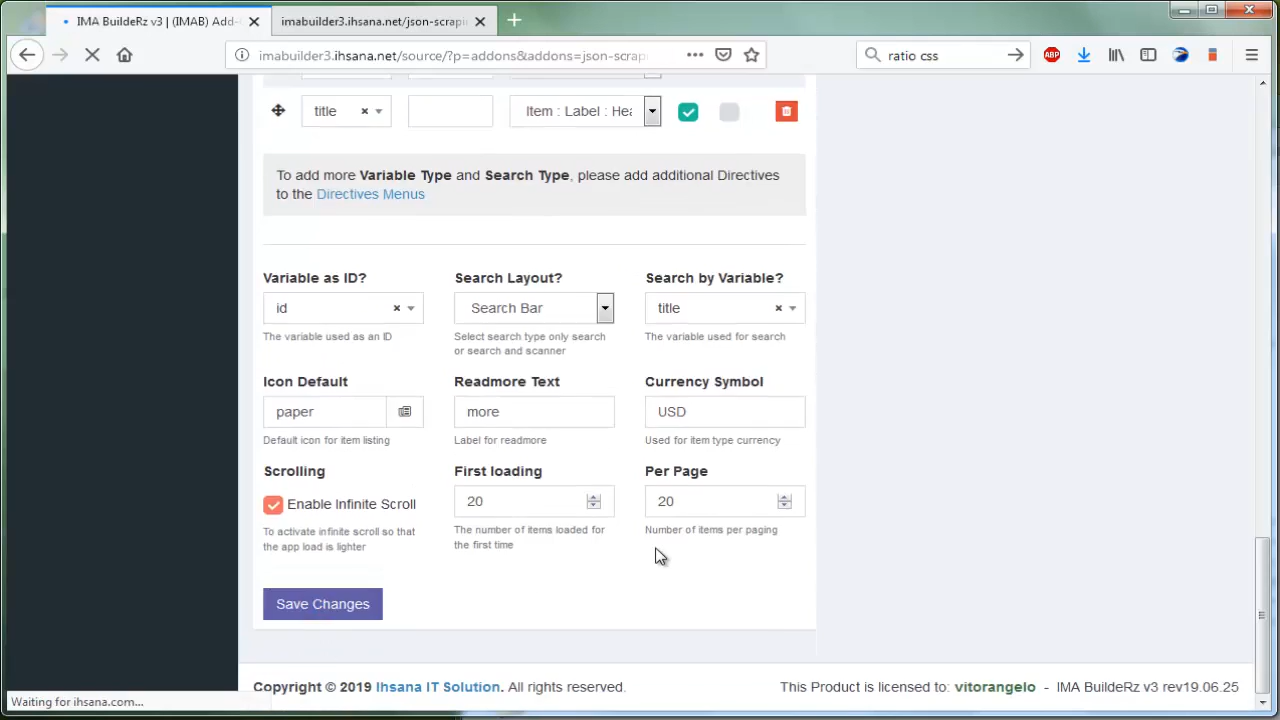 IMA BuildeRz v3 | (IMAB) Add-
imabuilder3.ihsana.net/json-scrapi
imabuilder3.ihsana.net/source/?p=addons&addons=json-scrap
ratio css
ABP
title
Item : Label : Hea
To add more Variable Type and Search Type, please add additional Directives
to the Directives Menus
Variable as ID?
Search Layout?
Search by Variable?
id
Search Bar
title
The variable used as an ID
Select search type only search
or search and scanner
The variable used for search
Icon Default
Readmore Text
Currency Symbol
paper
more
USD
Default icon for item listing
Label for readmore
Used for item type currency
Scrolling
First loading
Per Page
Enable Infinite Scroll
20
20
To activate infinite scroll so that
the app load is lighter
The number of items loaded for
the first time
Number of items per paging
Save Changes
Copyright © 2019 Ihsana IT Solution. All rights reserved.
This Product is licensed to: vitorangelo - IMA BuildeRz v3 rev19.06.25
Waiting for ihsana.com...